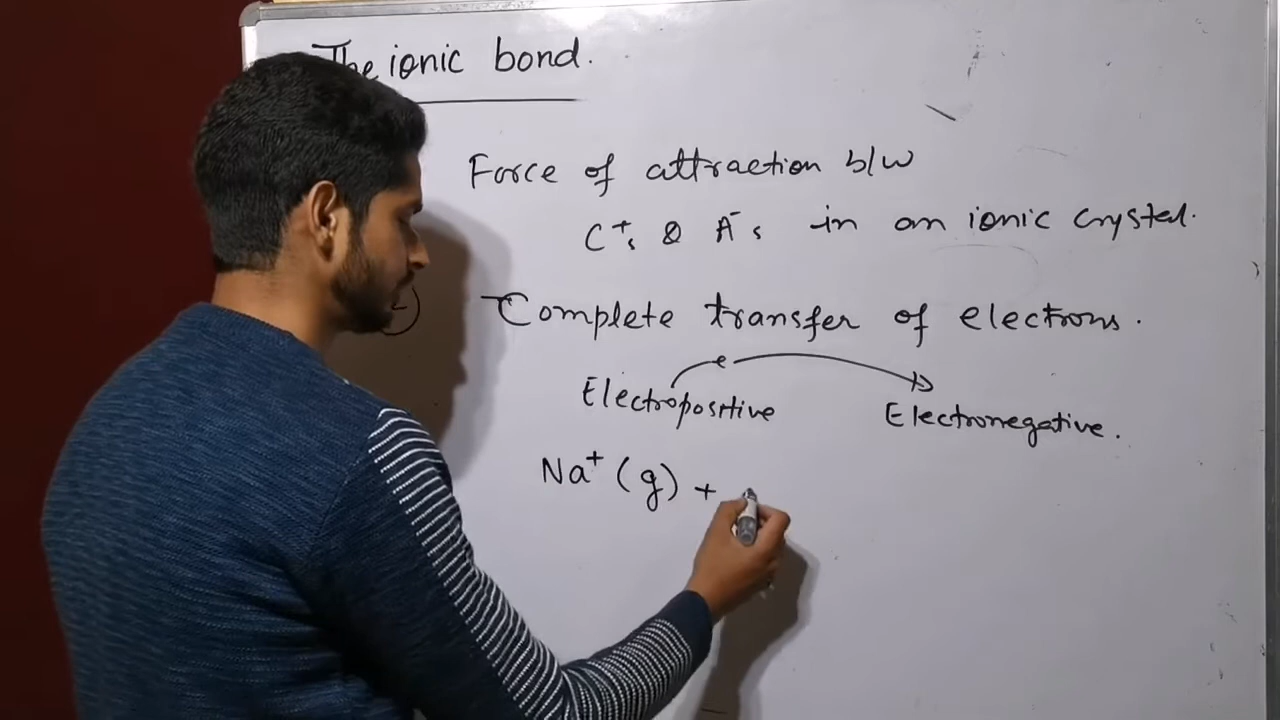 The ionic bond.
Force of attraction b/w
C⁺s & A⁻s in an ionic crystal.
Complete transfer of electrons.
e
Electropositive Electronegative.
Na⁺ (g) +